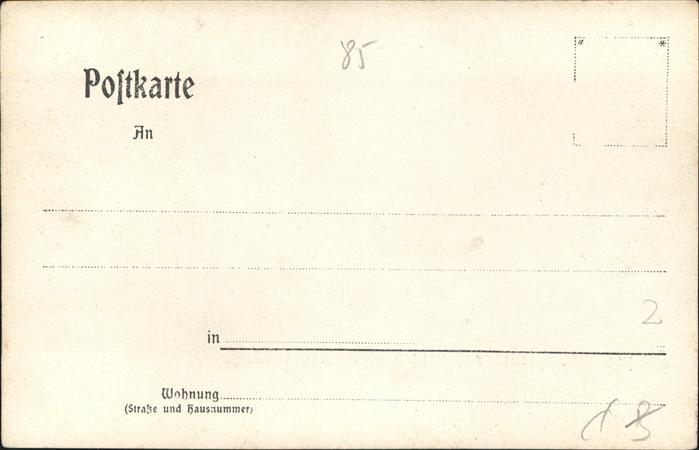 85
Poſtkarte
An
2
in
Wohnung
(Straße und Hausnummer)